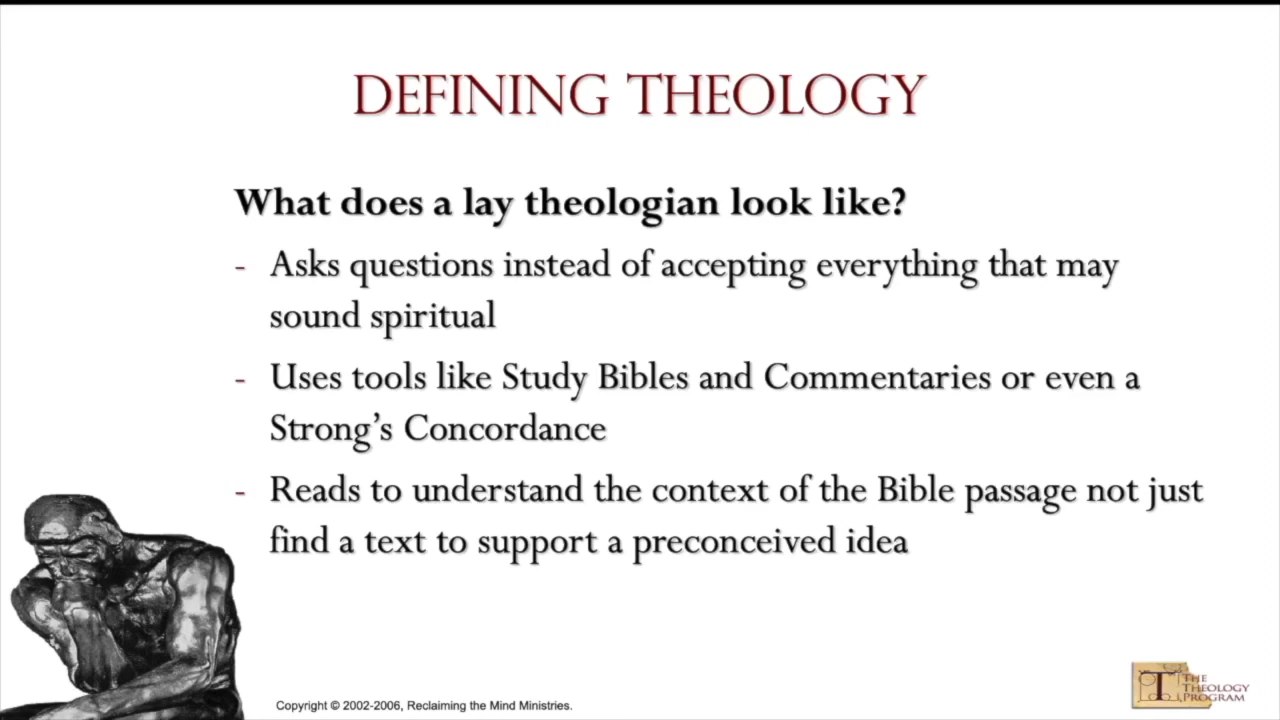 DEFINING THEOLOGY
What does a lay theologian look like?
- Asks questions instead of accepting everything that may
sound spiritual
- Uses tools like Study Bibles and Commentaries or even a
Strong’s Concordance
- Reads to understand the context of the Bible passage not just
find a text to support a preconceived idea
Copyright © 2002-2006, Reclaiming the Mind Ministries.
T THE
THEOLOGY
PROGRAM